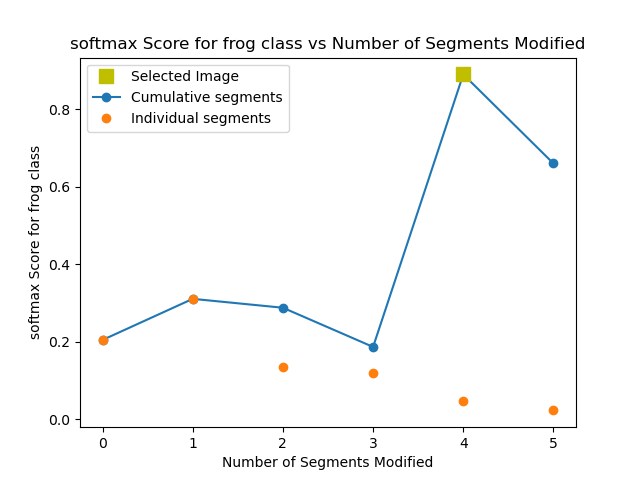 softmax Score for frog class vs Number of Segments Modified
Selected Image
Cumulative segments
Individual segments
softmax Score for frog class
0.8
0.6
0.4
0.2
0.0
0 1 2 3 4 5
Number of Segments Modified